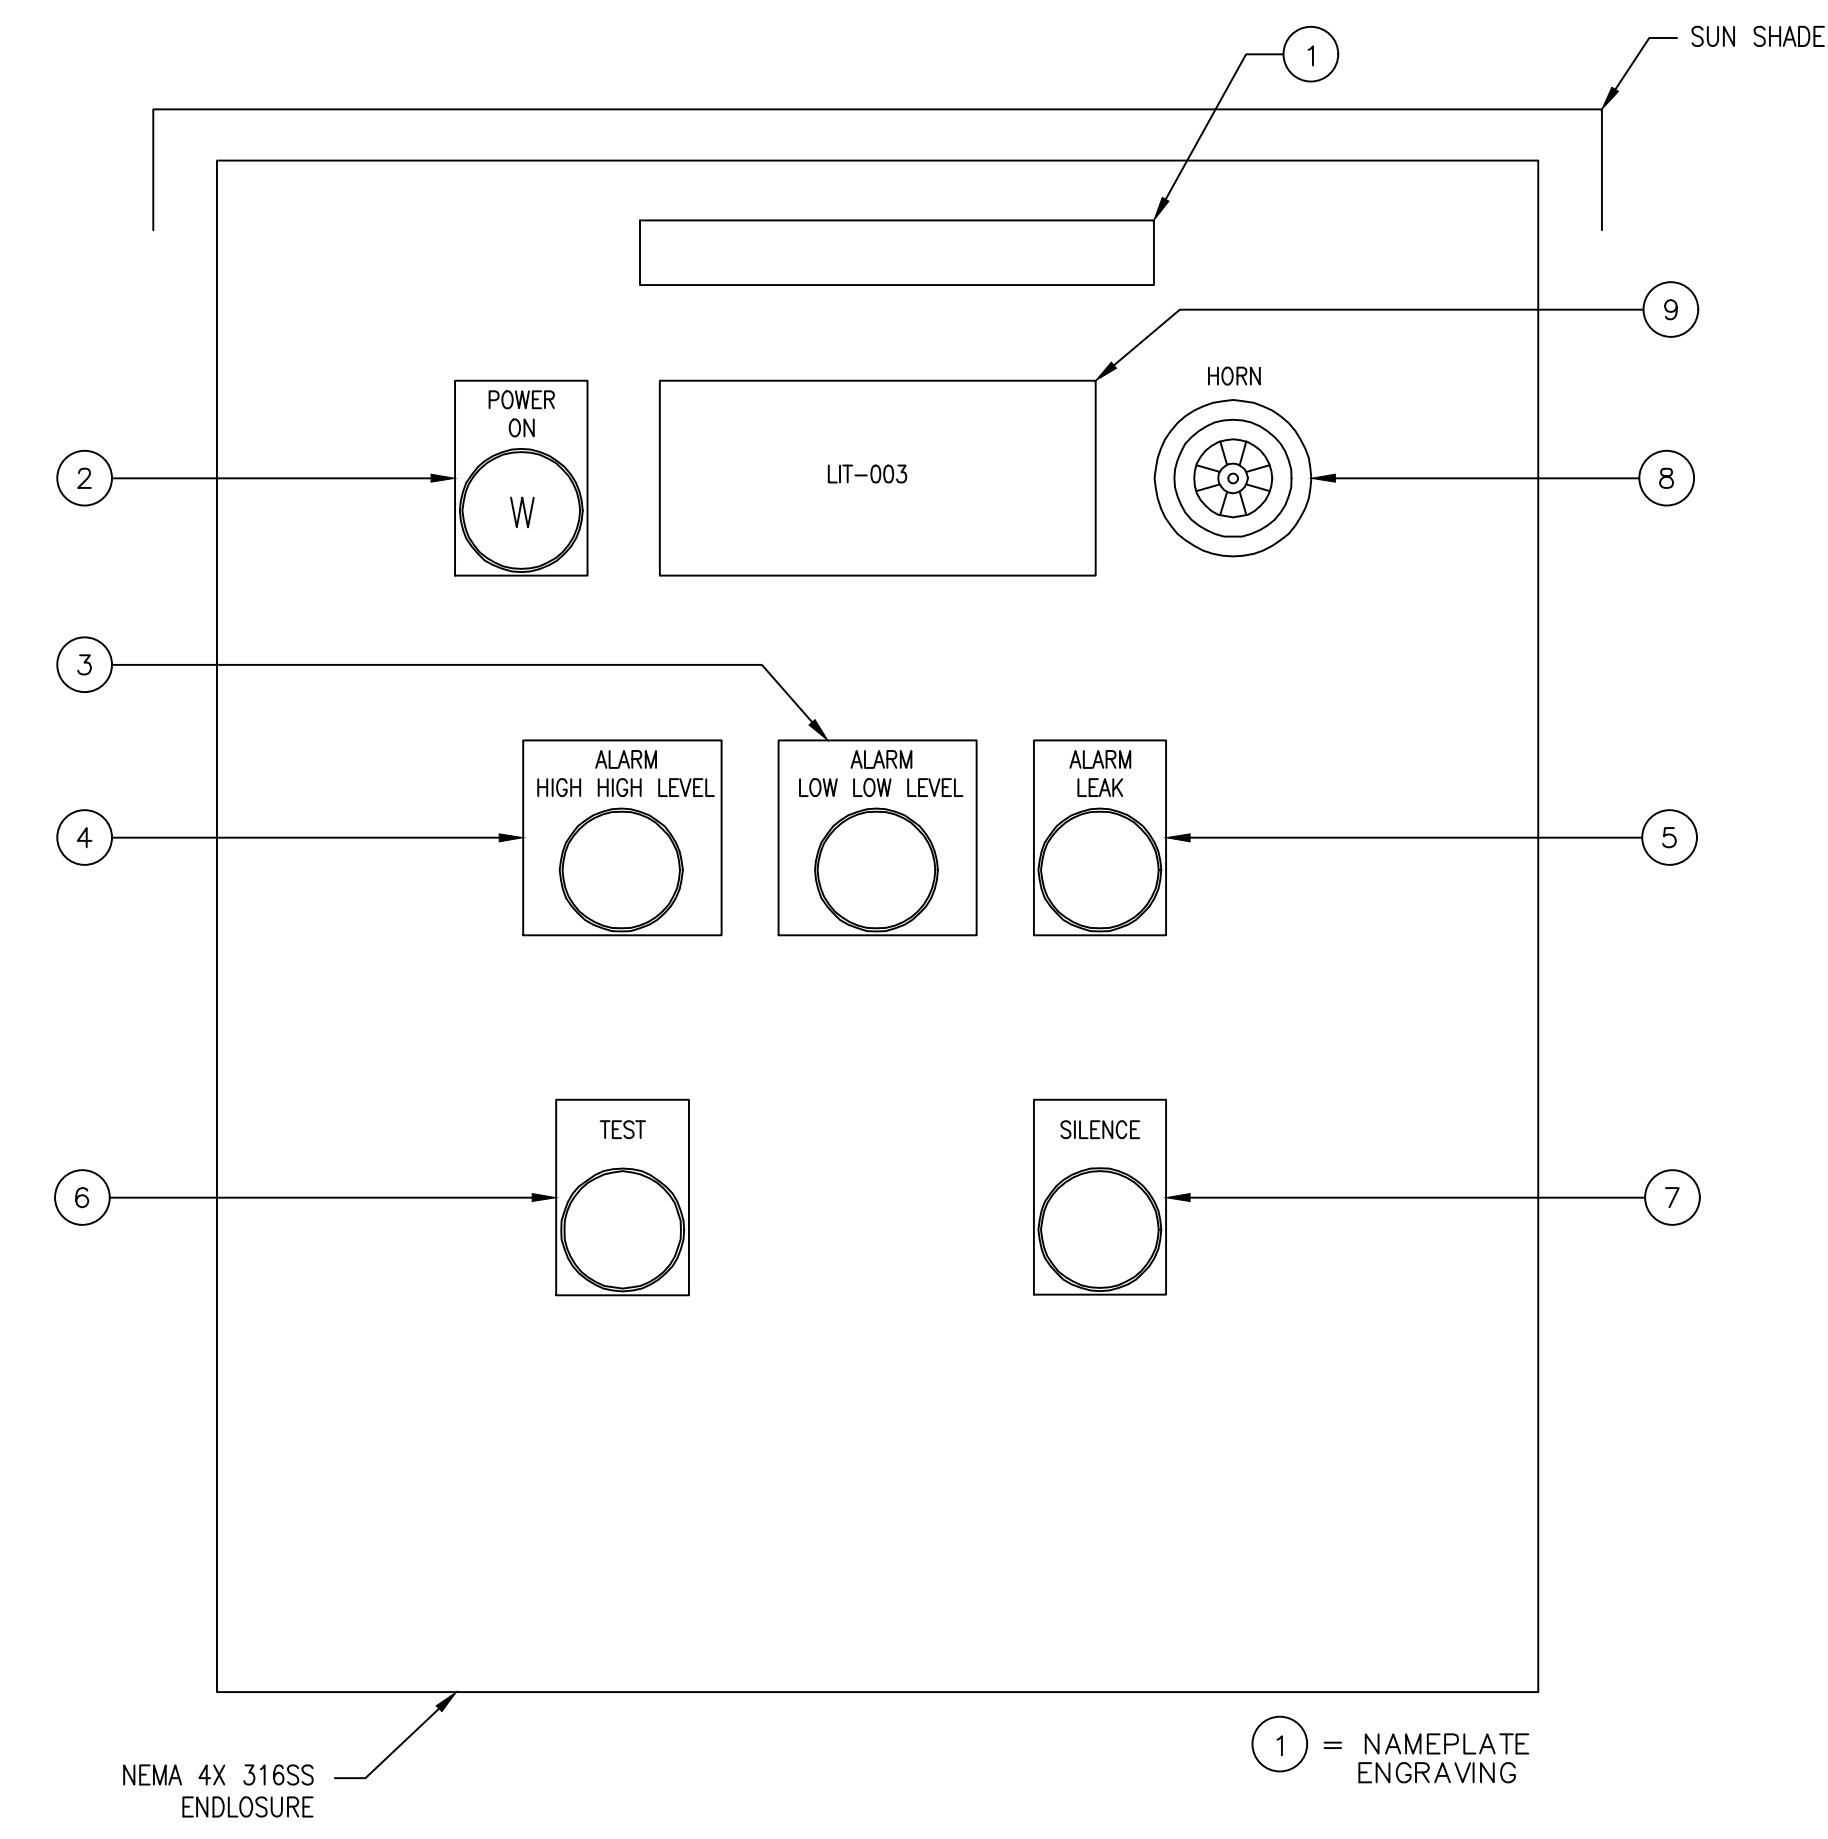 SUN SHADE
1
9
HORN
POWER
ON
W
2
LIT-003
8
3
ALARM
HIGH HIGH LEVEL
ALARM
LOW LOW LEVEL
ALARM
LEAK
4
5
TEST
SILENCE
6
7
1 = NAMEPLATE
ENGRAVING
NEMA 4X 316SS
ENDLOSURE